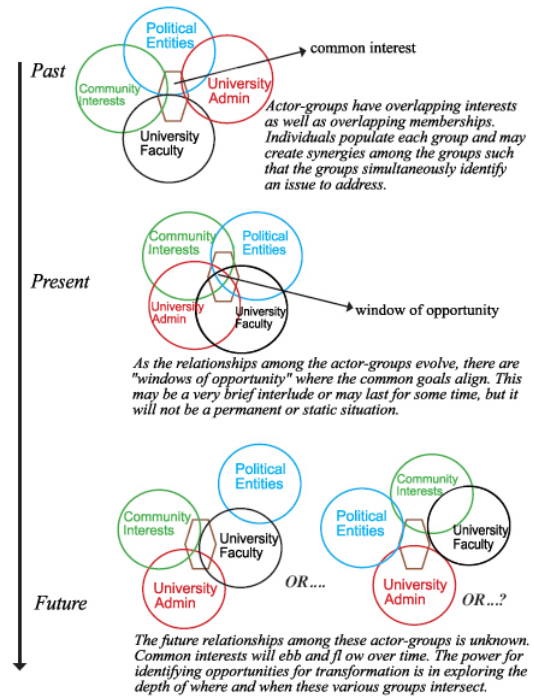 Political
Entities
common interest
Past
Community
Interests
University
Admin
University
Faculty
Actor-groups have overlapping interests
as well as overlapping memberships.
Individuals populate each group and may
create synergies among the groups such
that the groups simultaneously identify
an issue to address.
Community
Interests
Political
Entities
Present
University
Admin
University
Faculty
window of opportunity
As the relationships among the actor-groups evolve, there are
"windows of opportunity" where the common goals align. This
may be a very brief interlude or may last for some time, but it
will not be a permanent or static situation.
Political
Entities
Community
Interests
University
Faculty
University
Admin
OR....
Community
Interests
Political
Entities
University
Faculty
University
Admin
OR...?
Future
The future relationships among these actor-groups is unknown.
Common interests will ebb and fl ow over time. The power for
identifying opportunities for transformation is in exploring the
depth of where and when these various groups intersect.